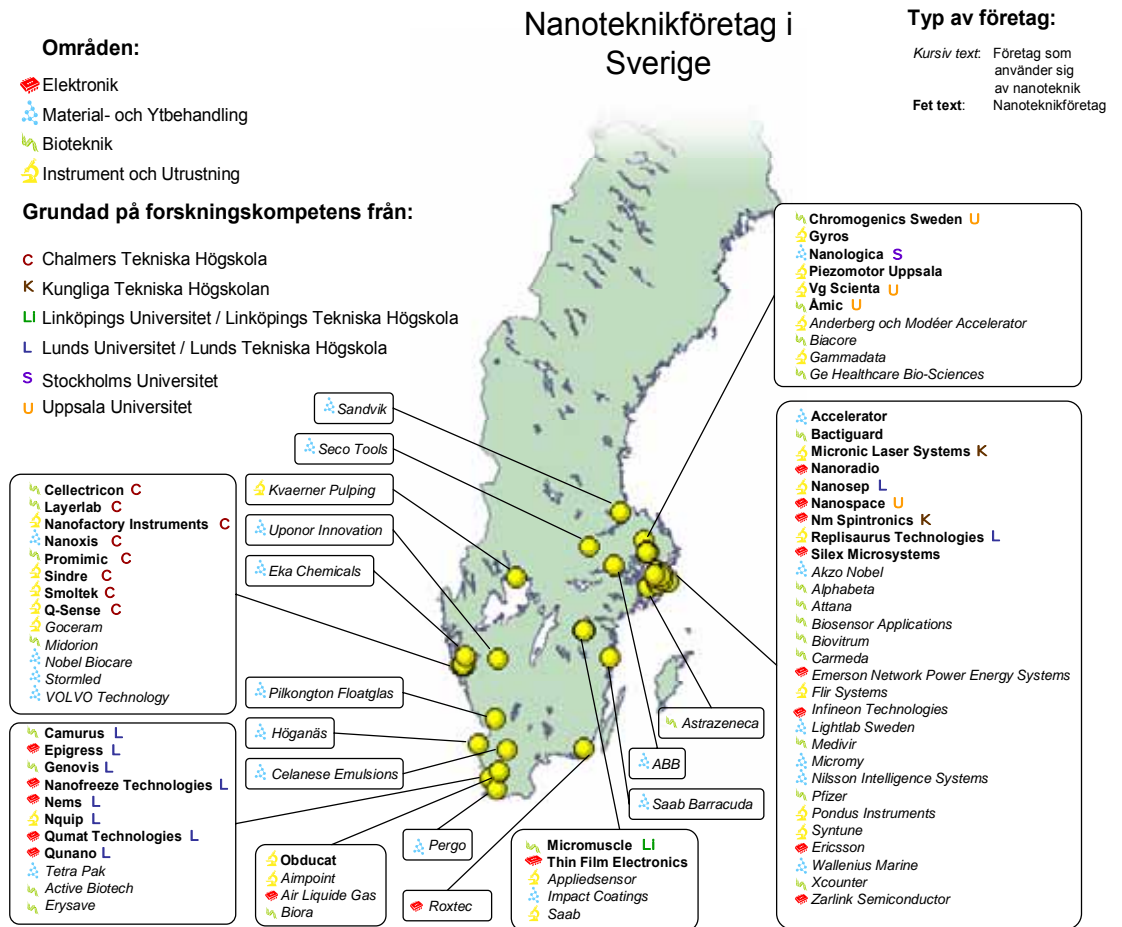 Nanoteknikföretag i
Sverige
Områden:
Elektronik
Material- och Ytbehandling
Bioteknik
Instrument och Utrustning
Grundad på forskningskompetens från:
C Chalmers Tekniska Högskola
K Kungliga Tekniska Högskolan
LI Linköpings Universitet / Linköpings Tekniska Högskola
L Lunds Universitet / Lunds Tekniska Högskola
S Stockholms Universitet
U Uppsala Universitet
Typ av företag:
Kursiv text: Företag som
använder sig
av nanoteknik
Fet text: Nanoteknikföretag
Chromogenics Sweden U
Gyros
Nanologica S
Piezomotor Uppsala
Vg Scienta U
Åmic U
Anderberg och Modéer Accelerator
Biacore
Gammadata
Ge Healthcare Bio-Sciences
Sandvik
Seco Tools
Kvaerner Pulping
Uponor Innovation
Eka Chemicals
Cellectricon C
Layerlab C
Nanofactory Instruments C
Nanoxis C
Promimic C
Sindre C
Smoltek C
Q-Sense C
Goceram
Midorion
Nobel Biocare
Stormled
VOLVO Technology
Pilkongton Floatglas
Höganäs
Celanese Emulsions
Camurus L
Epigress L
Genovis L
Nanofreeze Technologies L
Nems L
Nquip L
Qumat Technologies L
Qunano L
Tetra Pak
Active Biotech
Erysave
Obducat
Aimpoint
Air Liquide Gas
Biora
Pergo
Roxtec
Micromuscle LI
Thin Film Electronics
Appliedsensor
Impact Coatings
Saab
Astrazeneca
ABB
Saab Barracuda
Accelerator
Bactiguard
Micronic Laser Systems K
Nanoradio
Nanosep L
Nanospace U
Nm Spintronics K
Replisaurus Technologies L
Silex Microsystems
Akzo Nobel
Alphabeta
Attana
Biosensor Applications
Biovitrum
Carmeda
Emerson Network Power Energy Systems
Flir Systems
Infineon Technologies
Lightlab Sweden
Medivir
Micromy
Nilsson Intelligence Systems
Pfizer
Pondus Instruments
Syntune
Ericsson
Wallenius Marine
Xcounter
Zarlink Semiconductor